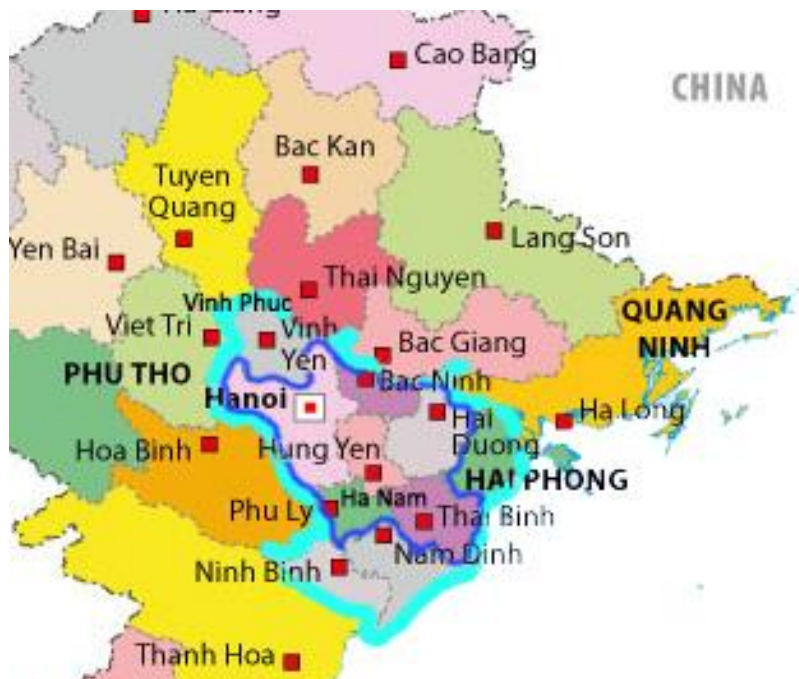 Cao Bang
CHINA
Bac Kan
Tuyen
Quang
Lang Son
Yen Bai
Thai Nguyen
Vinh Phuc
QUANG
NINH
Viet Tri
Vinh
Yen
Bac Giang
PHU THO
Bac Ninh
Hanoi
Hai
Duong
Ha Long
Hoa Binh
Hung Yen
HAI PHONG
Ha Nam
Phu Ly
Thai Binh
Nam Dinh
Ninh Binh
Thanh Hoa